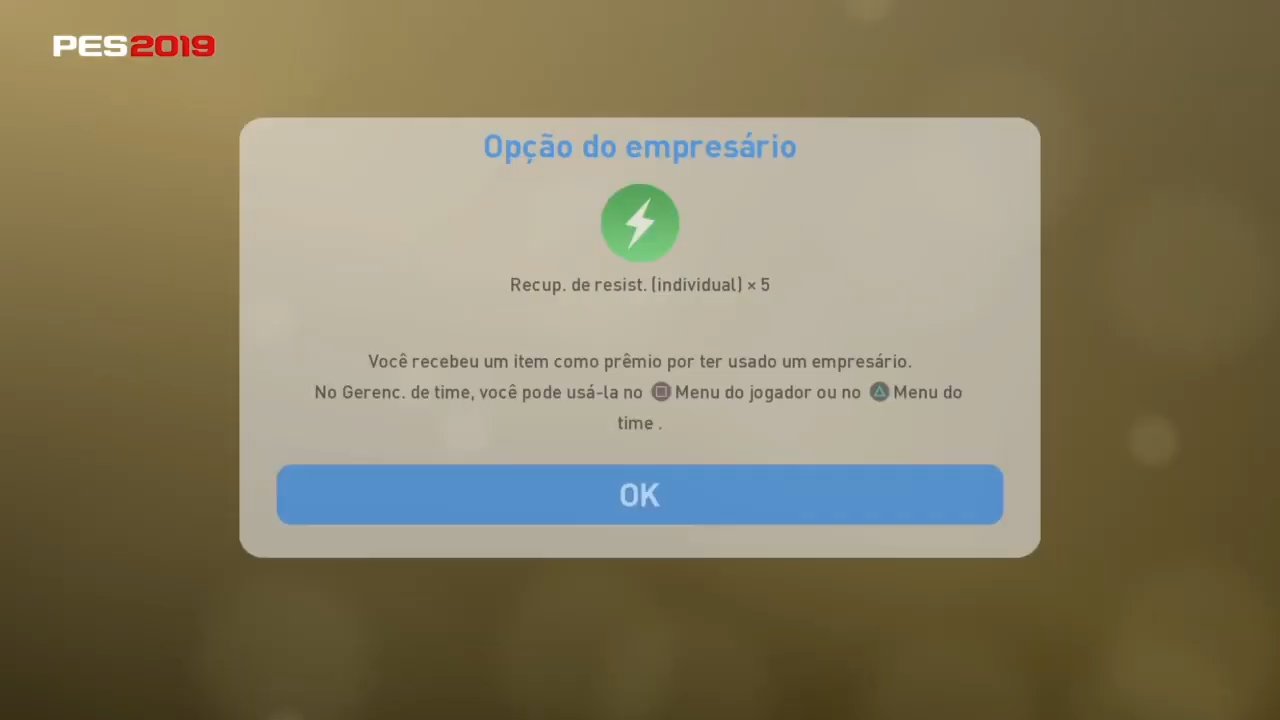 PES2019
Opção do empresário
Recup. de resist. (individual) × 5
Você recebeu um item como prêmio por ter usado um empresário.
No Gerenc. de time, você pode usá-la no Menu do jogador ou no Menu do
time .
OK